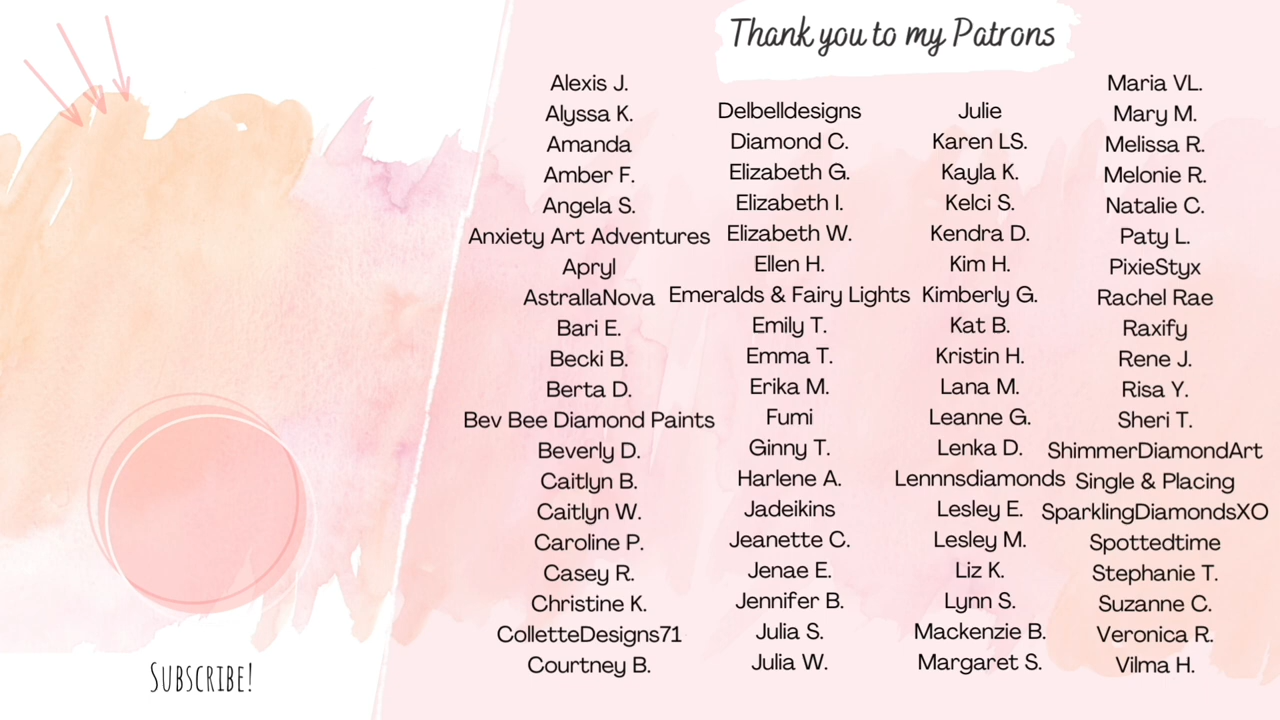 Thank you to my Patrons
Alexis J.
Alyssa K.
Amanda
Amber F.
Angela S.
Anxiety Art Adventures
Apryl
AstrallaNova
Bari E.
Becki B.
Berta D.
Bev Bee Diamond Paints
Beverly D.
Caitlyn B.
Caitlyn W.
Caroline P.
Casey R.
Christine K.
ColletteDesigns71
Courtney B.
Delbelldesigns
Diamond C.
Elizabeth G.
Elizabeth I.
Elizabeth W.
Ellen H.
Emeralds & Fairy Lights
Emily T.
Emma T.
Erika M.
Fumi
Ginny T.
Harlene A.
Jadeikins
Jeanette C.
Jenae E.
Jennifer B.
Julia S.
Julia W.
Julie
Karen LS.
Kayla K.
Kelci S.
Kendra D.
Kim H.
Kimberly G.
Kat B.
Kristin H.
Lana M.
Leanne G.
Lenka D.
Lennnsdiamonds
Lesley E.
Lesley M.
Liz K.
Lynn S.
Mackenzie B.
Margaret S.
Maria VL.
Mary M.
Melissa R.
Melonie R.
Natalie C.
Paty L.
PixieStyx
Rachel Rae
Raxify
Rene J.
Risa Y.
Sheri T.
ShimmerDiamondArt
Single & Placing
SparklingDiamondsXO
Spottedtime
Stephanie T.
Suzanne C.
Veronica R.
Vilma H.
Subscribe!